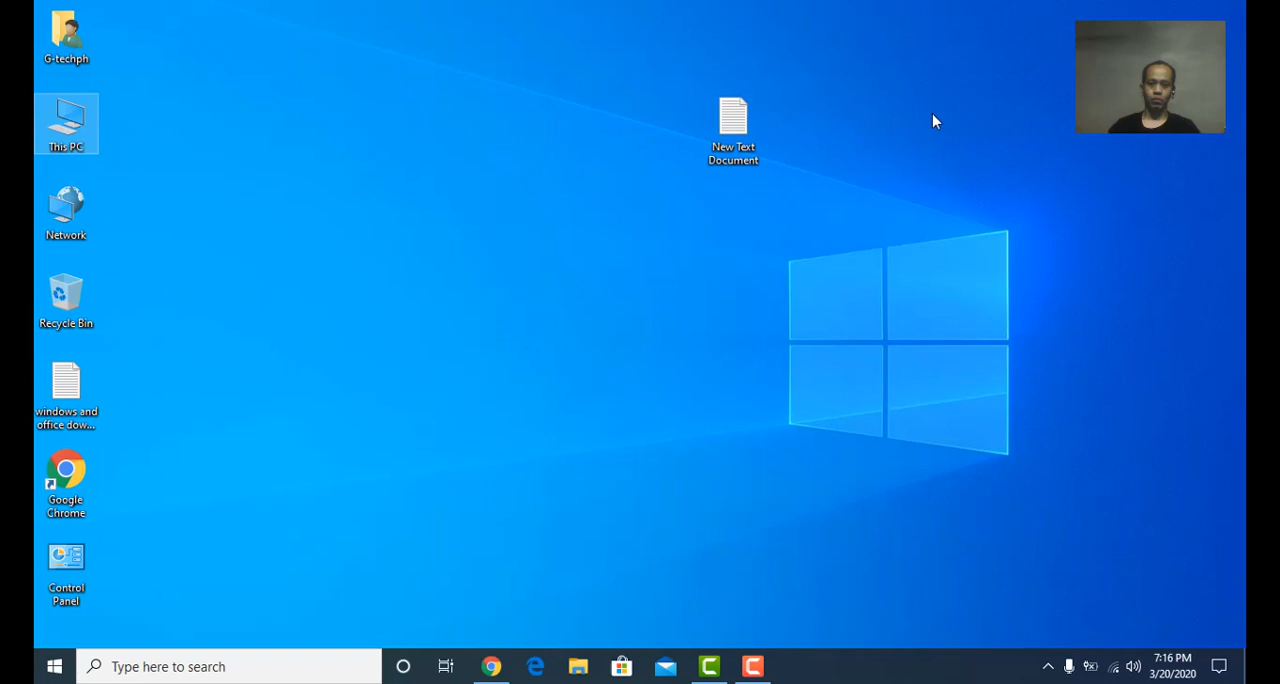 G-techph
This PC
Network
Recycle Bin
windows and
office dow...
Google
Chrome
Control
Panel
New Text
Document
Type here to search
7:16 PM
3/20/2020